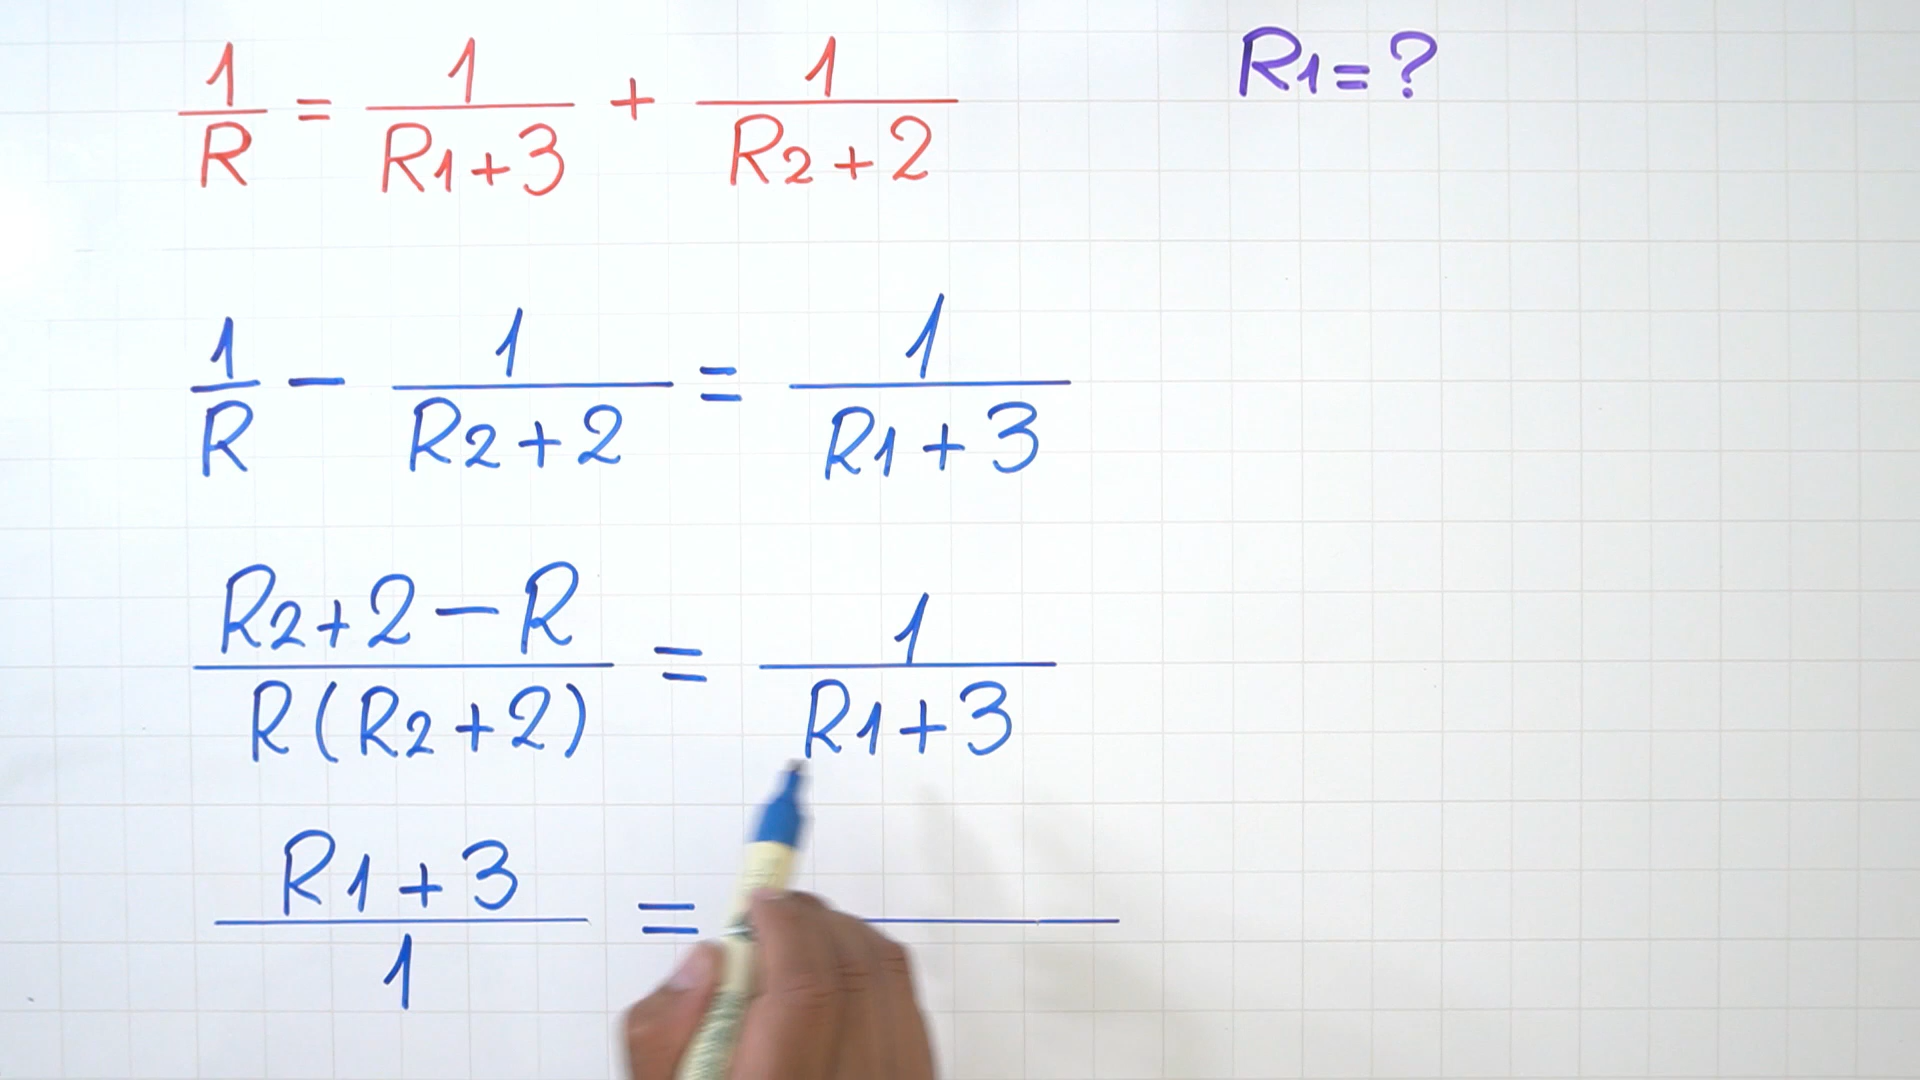 1/R = 1/(R1+3) + 1/(R2+2)
R1=?
1/R - 1/(R2+2) = 1/(R1+3)
(R2+2-R)/(R(R2+2)) = 1/(R1+3)
(R1+3)/1 =